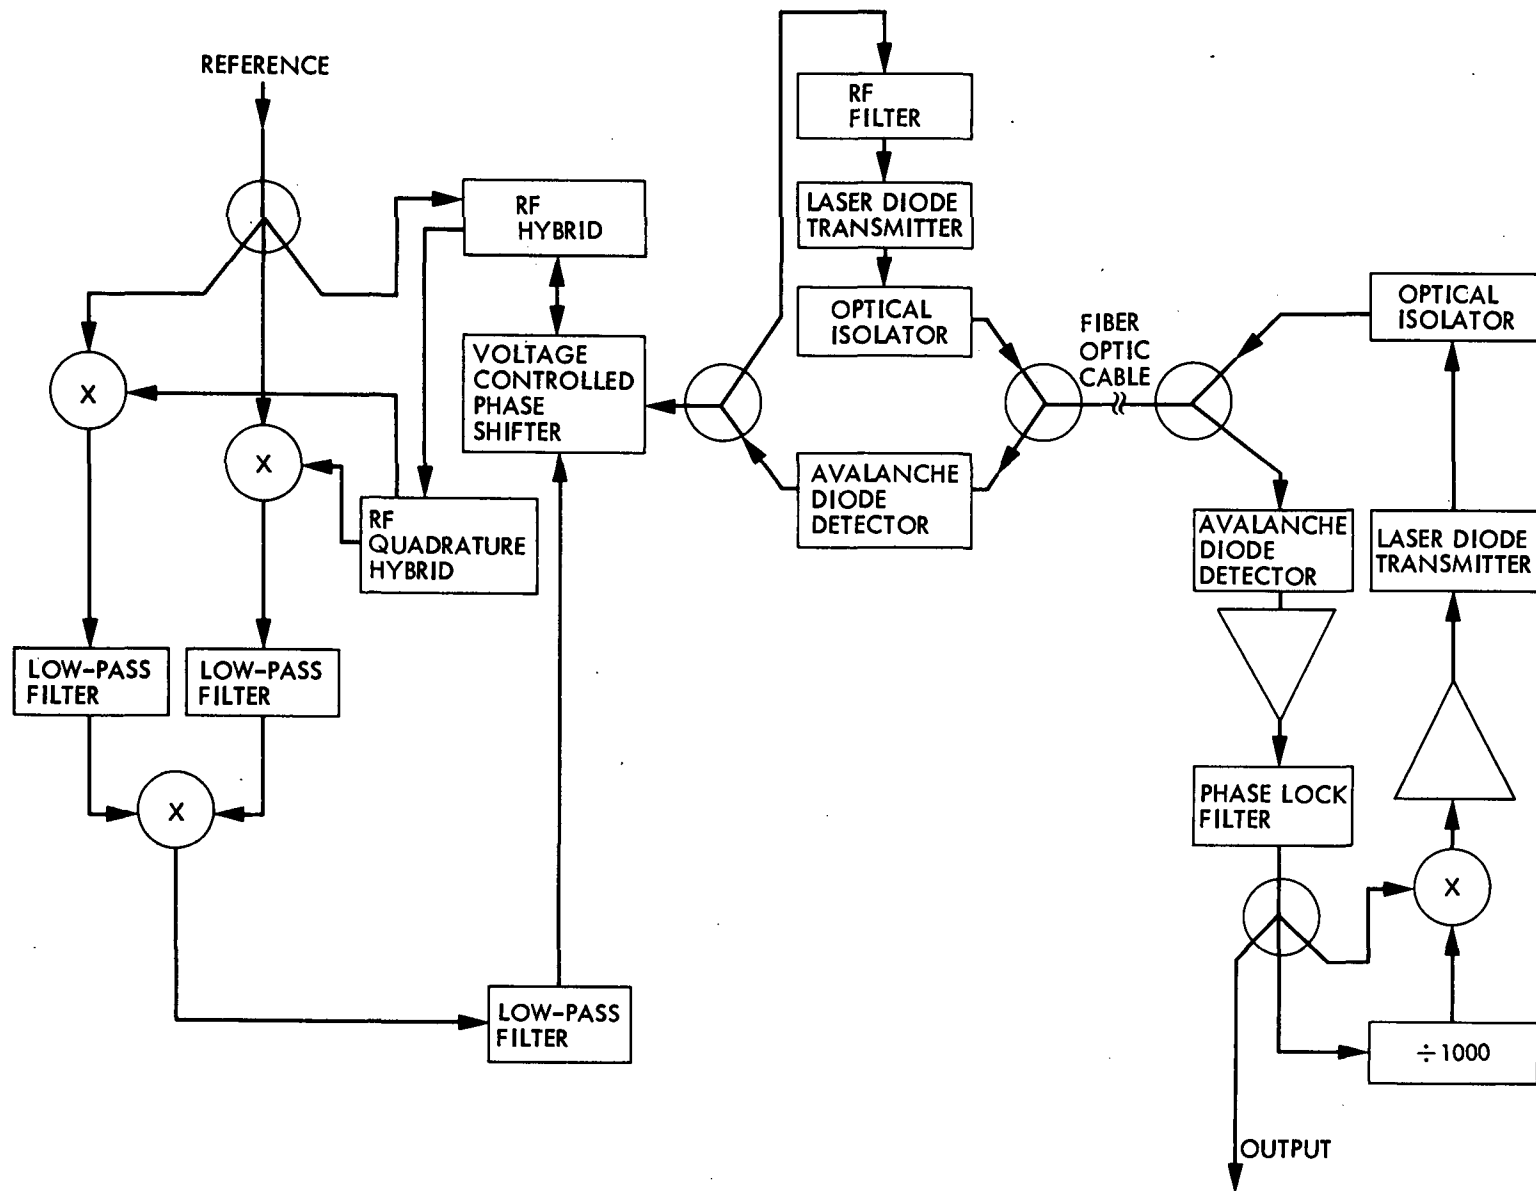 REFERENCE
RF
HYBRID
VOLTAGE
CONTROLLED
PHASE
SHIFTER
X
X
RF
QUADRATURE
HYBRID
LOW-PASS
FILTER
LOW-PASS
FILTER
X
LOW-PASS
FILTER
RF
FILTER
LASER DIODE
TRANSMITTER
OPTICAL
ISOLATOR
AVALANCHE
DIODE
DETECTOR
FIBER
OPTIC
CABLE
OPTICAL
ISOLATOR
AVALANCHE
DIODE
DETECTOR
LASER DIODE
TRANSMITTER
PHASE LOCK
FILTER
X
÷1000
OUTPUT